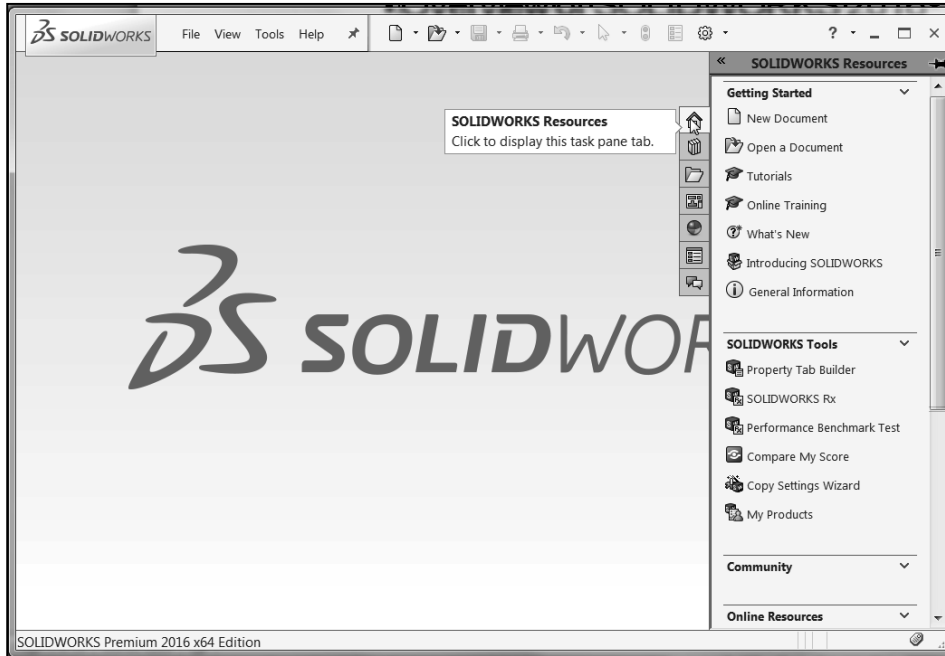 SOLIDWORKS File View Tools Help ?
SOLIDWORKS Resources
Getting Started
New Document
SOLIDWORKS Resources
Click to display this task pane tab.
Open a Document
Tutorials
Online Training
What's New
Introducing SOLIDWORKS
General Information
SOLIDWOR
SOLIDWORKS Tools
Property Tab Builder
SOLIDWORKS Rx
Performance Benchmark Test
Compare My Score
Copy Settings Wizard
My Products
Community
Online Resources
SOLIDWORKS Premium 2016 x64 Edition